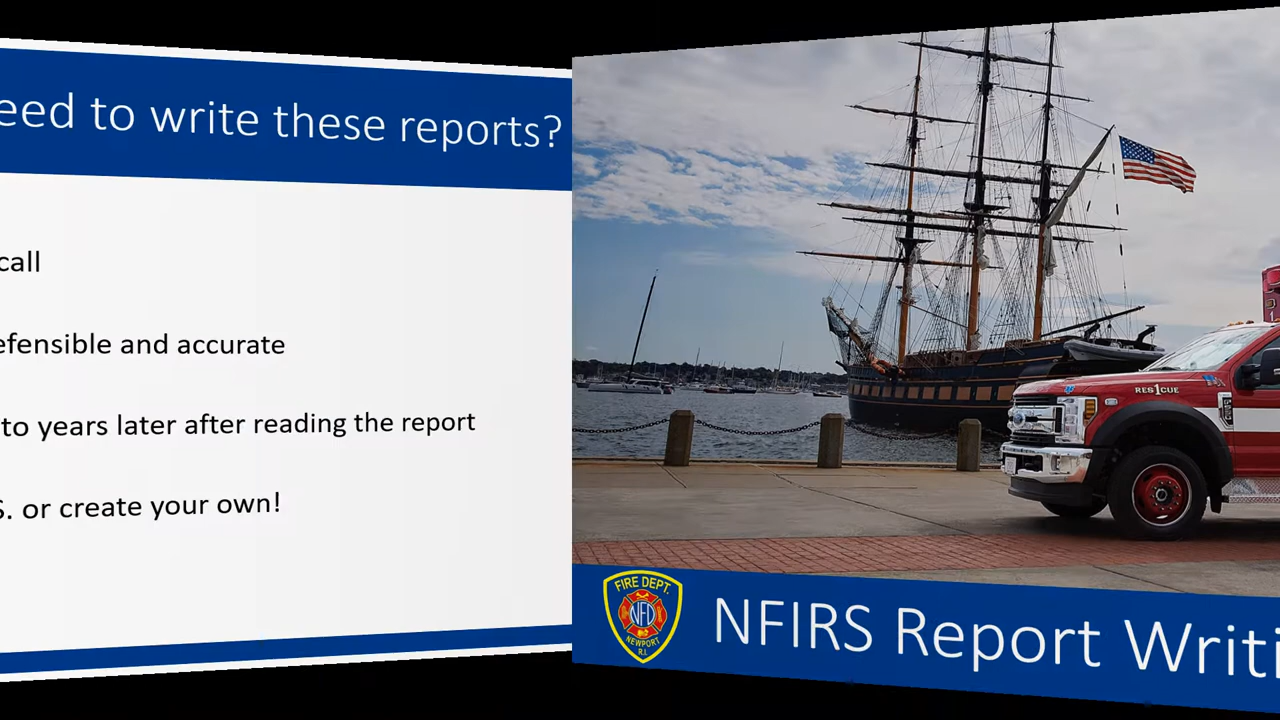 eed to write these reports?
call
efensible and accurate
to years later after reading the report
S. or create your own!
RES1CUE
FIRE DEPT.
NFD
NEWPORT
R.I.
NFIRS Report Writi